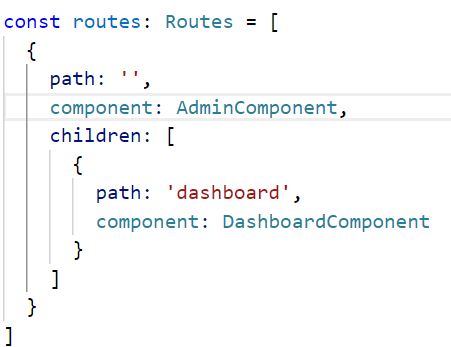 const routes: Routes = [
  {
    path: '',
    component: AdminComponent,
    children: [
      {
        path: 'dashboard',
        component: DashboardComponent
      }
    ]
  }
]